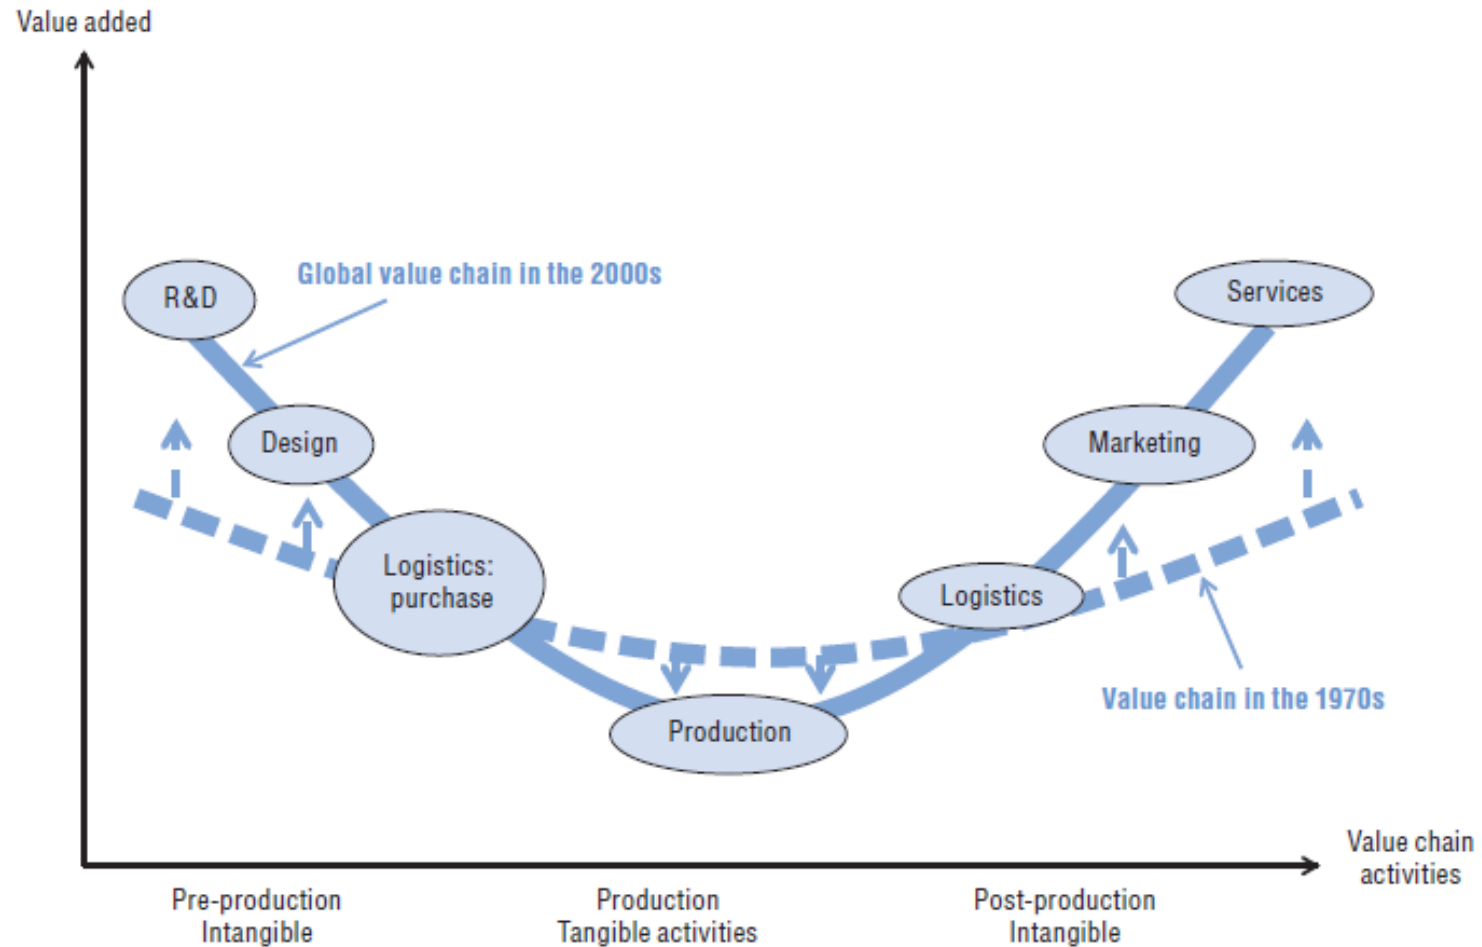 Value added
Global value chain in the 2000s
R&D
Services
Design
Marketing
Logistics:
purchase
Logistics
Value chain in the 1970s
Production
Value chain
activities
Pre-production
Intangible
Production
Tangible activities
Post-production
Intangible